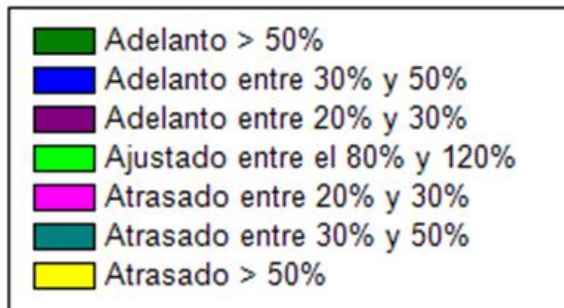 Adelanto > 50%
Adelanto entre 30% y 50%
Adelanto entre 20% y 30%
Ajustado entre el 80% y 120%
Atrasado entre 20% y 30%
Atrasado entre 30% y 50%
Atrasado > 50%